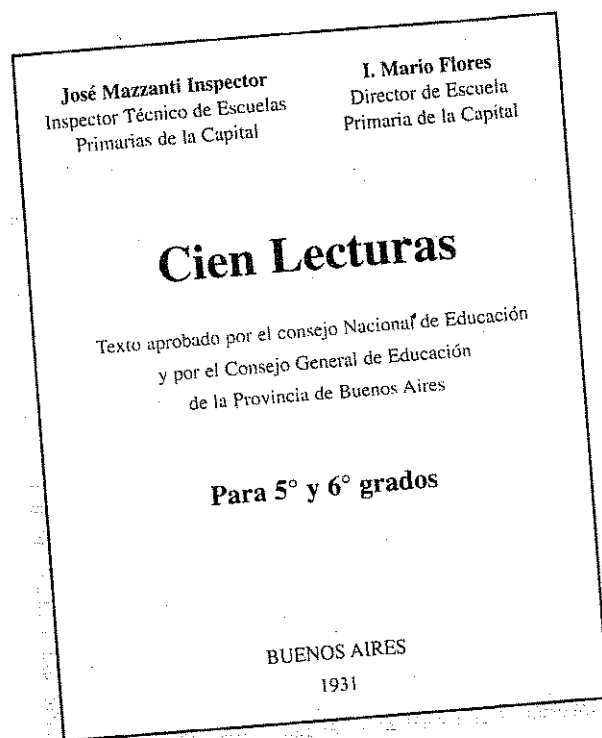 José Mazzanti Inspector
Inspector Técnico de Escuelas
Primarias de la Capital
I. Mario Flores
Director de Escuela
Primaria de la Capital
Cien Lecturas
Texto aprobado por el consejo Nacional de Educación
y por el Consejo General de Educación
de la Provincia de Buenos Aires
Para 5° y 6° grados
BUENOS AIRES
1931